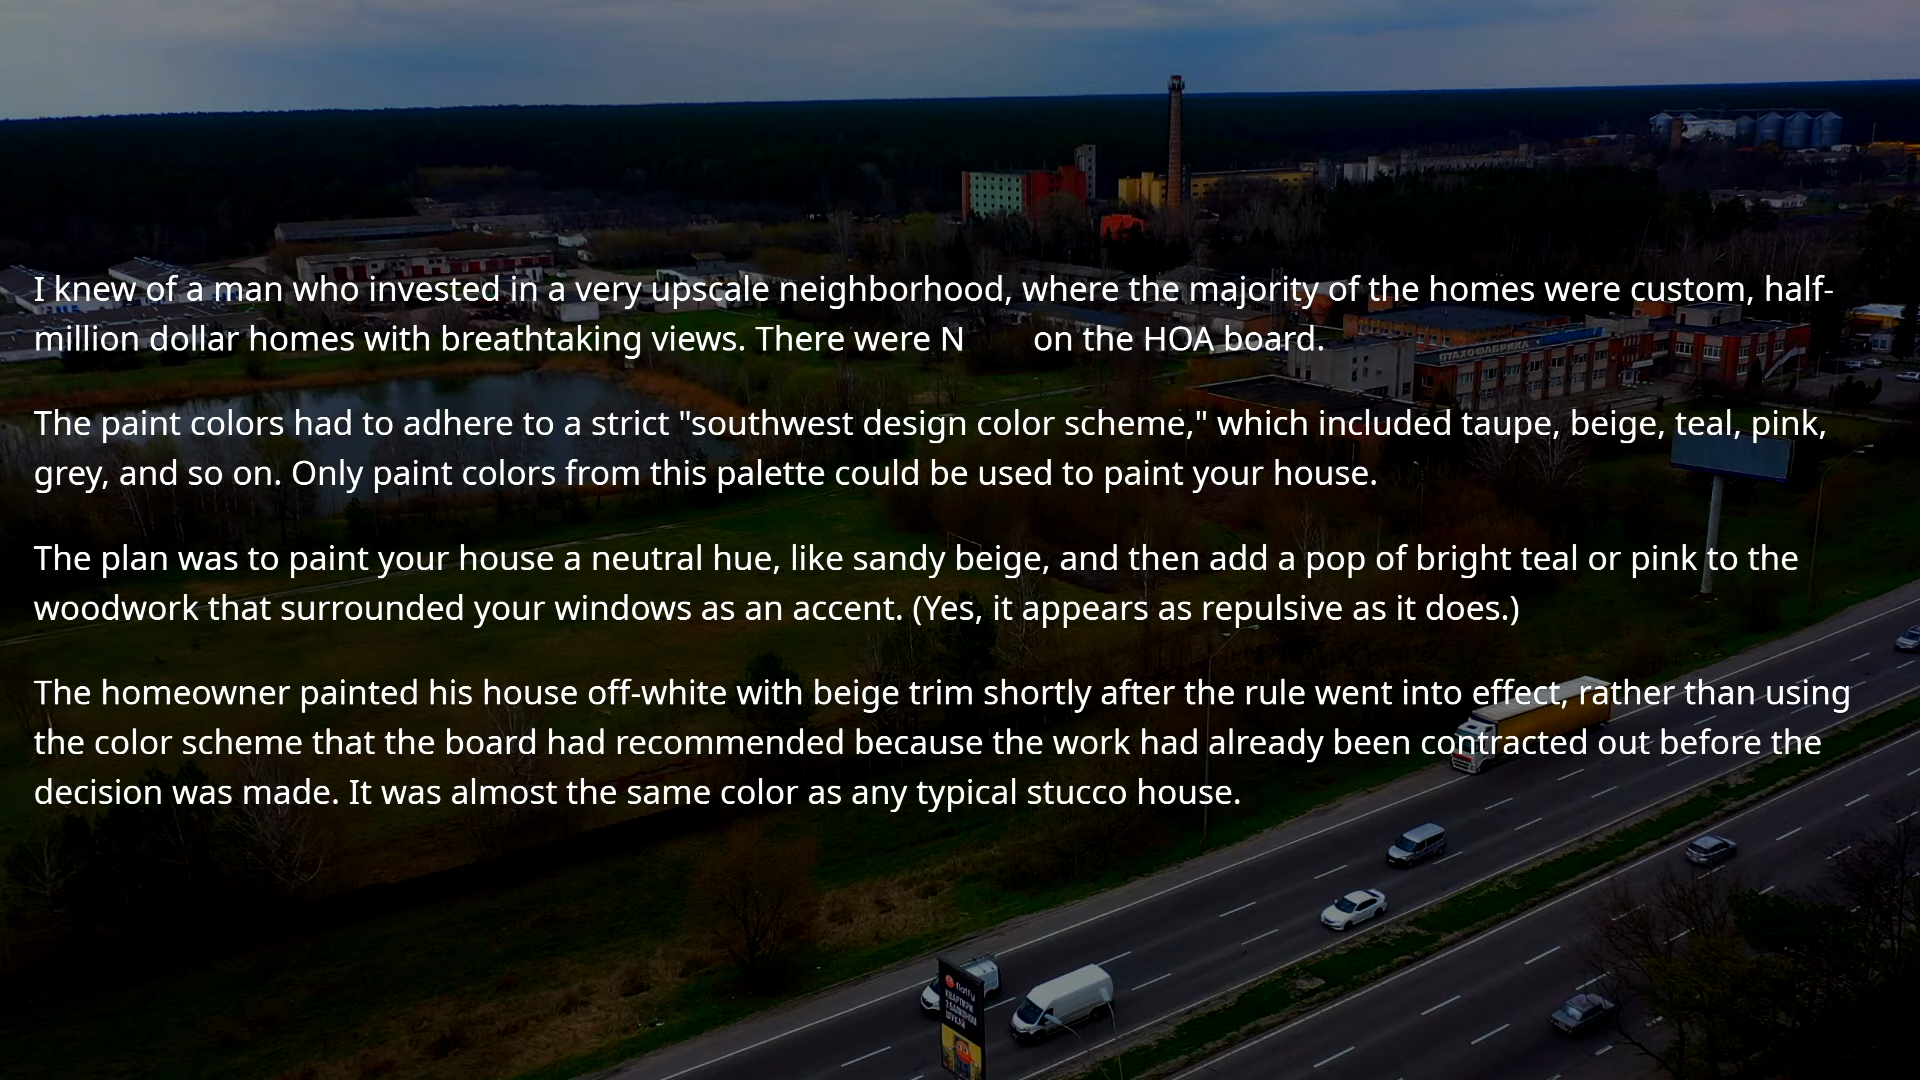 I knew of a man who invested in a very upscale neighborhood, where the majority of the homes were custom, half-
million dollar homes with breathtaking views. There were N on the HOA board.
The paint colors had to adhere to a strict "southwest design color scheme," which included taupe, beige, teal, pink,
grey, and so on. Only paint colors from this palette could be used to paint your house.
The plan was to paint your house a neutral hue, like sandy beige, and then add a pop of bright teal or pink to the
woodwork that surrounded your windows as an accent. (Yes, it appears as repulsive as it does.)
The homeowner painted his house off-white with beige trim shortly after the rule went into effect, rather than using
the color scheme that the board had recommended because the work had already been contracted out before the
decision was made. It was almost the same color as any typical stucco house.
ПТАХОФАБРИКА
flatfy
КВАРТИРИ
З БАЛКОНОМ
ШУКАЙ